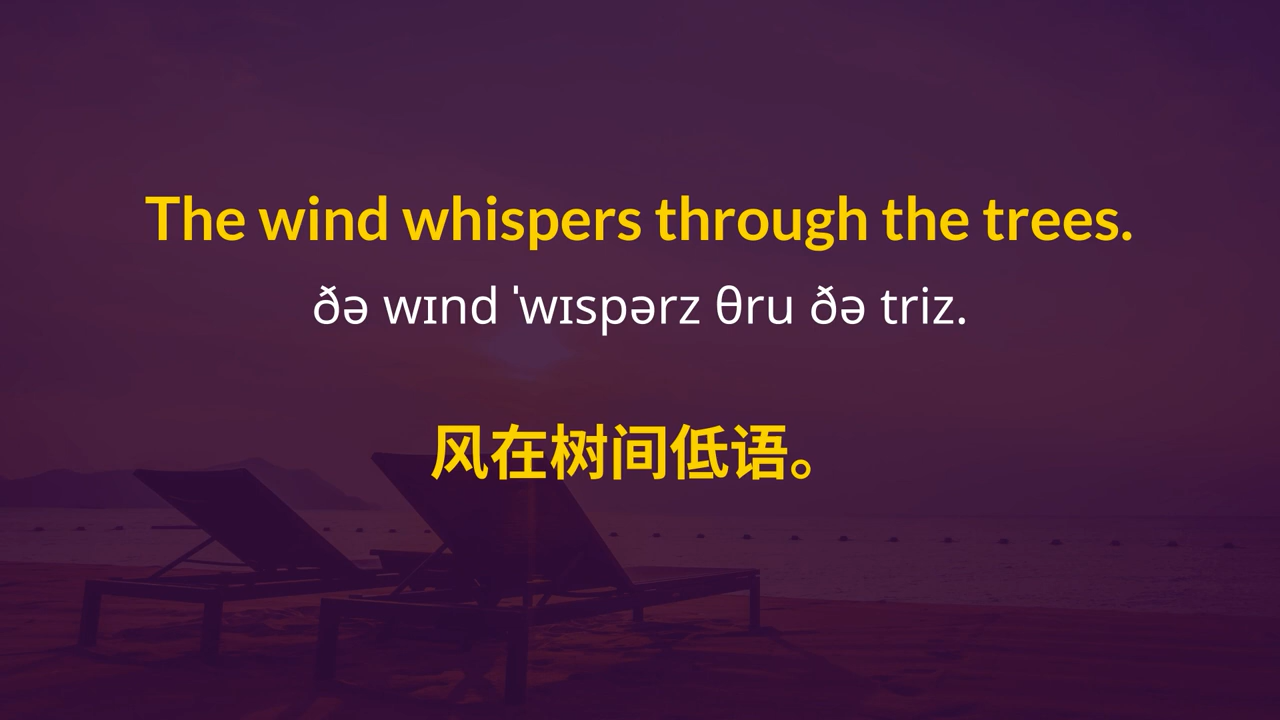 The wind whispers through the trees.
ðə wɪnd ˈwɪspərz θru ðə triz.
风在树间低语。